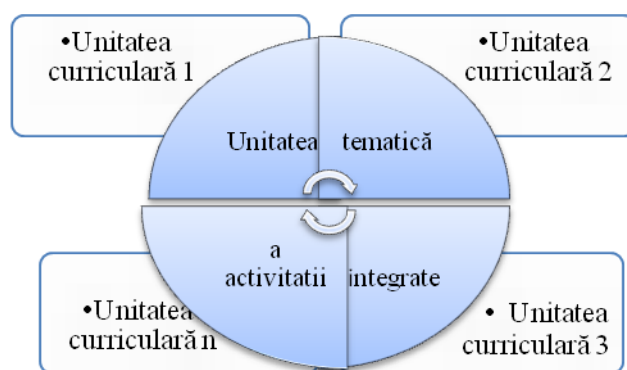 •Unitatea
curriculară 1
•Unitatea
curriculară 2
Unitatea tematică
a
activitatii integrate
•Unitatea
curriculară n
• Unitatea
curriculară 3